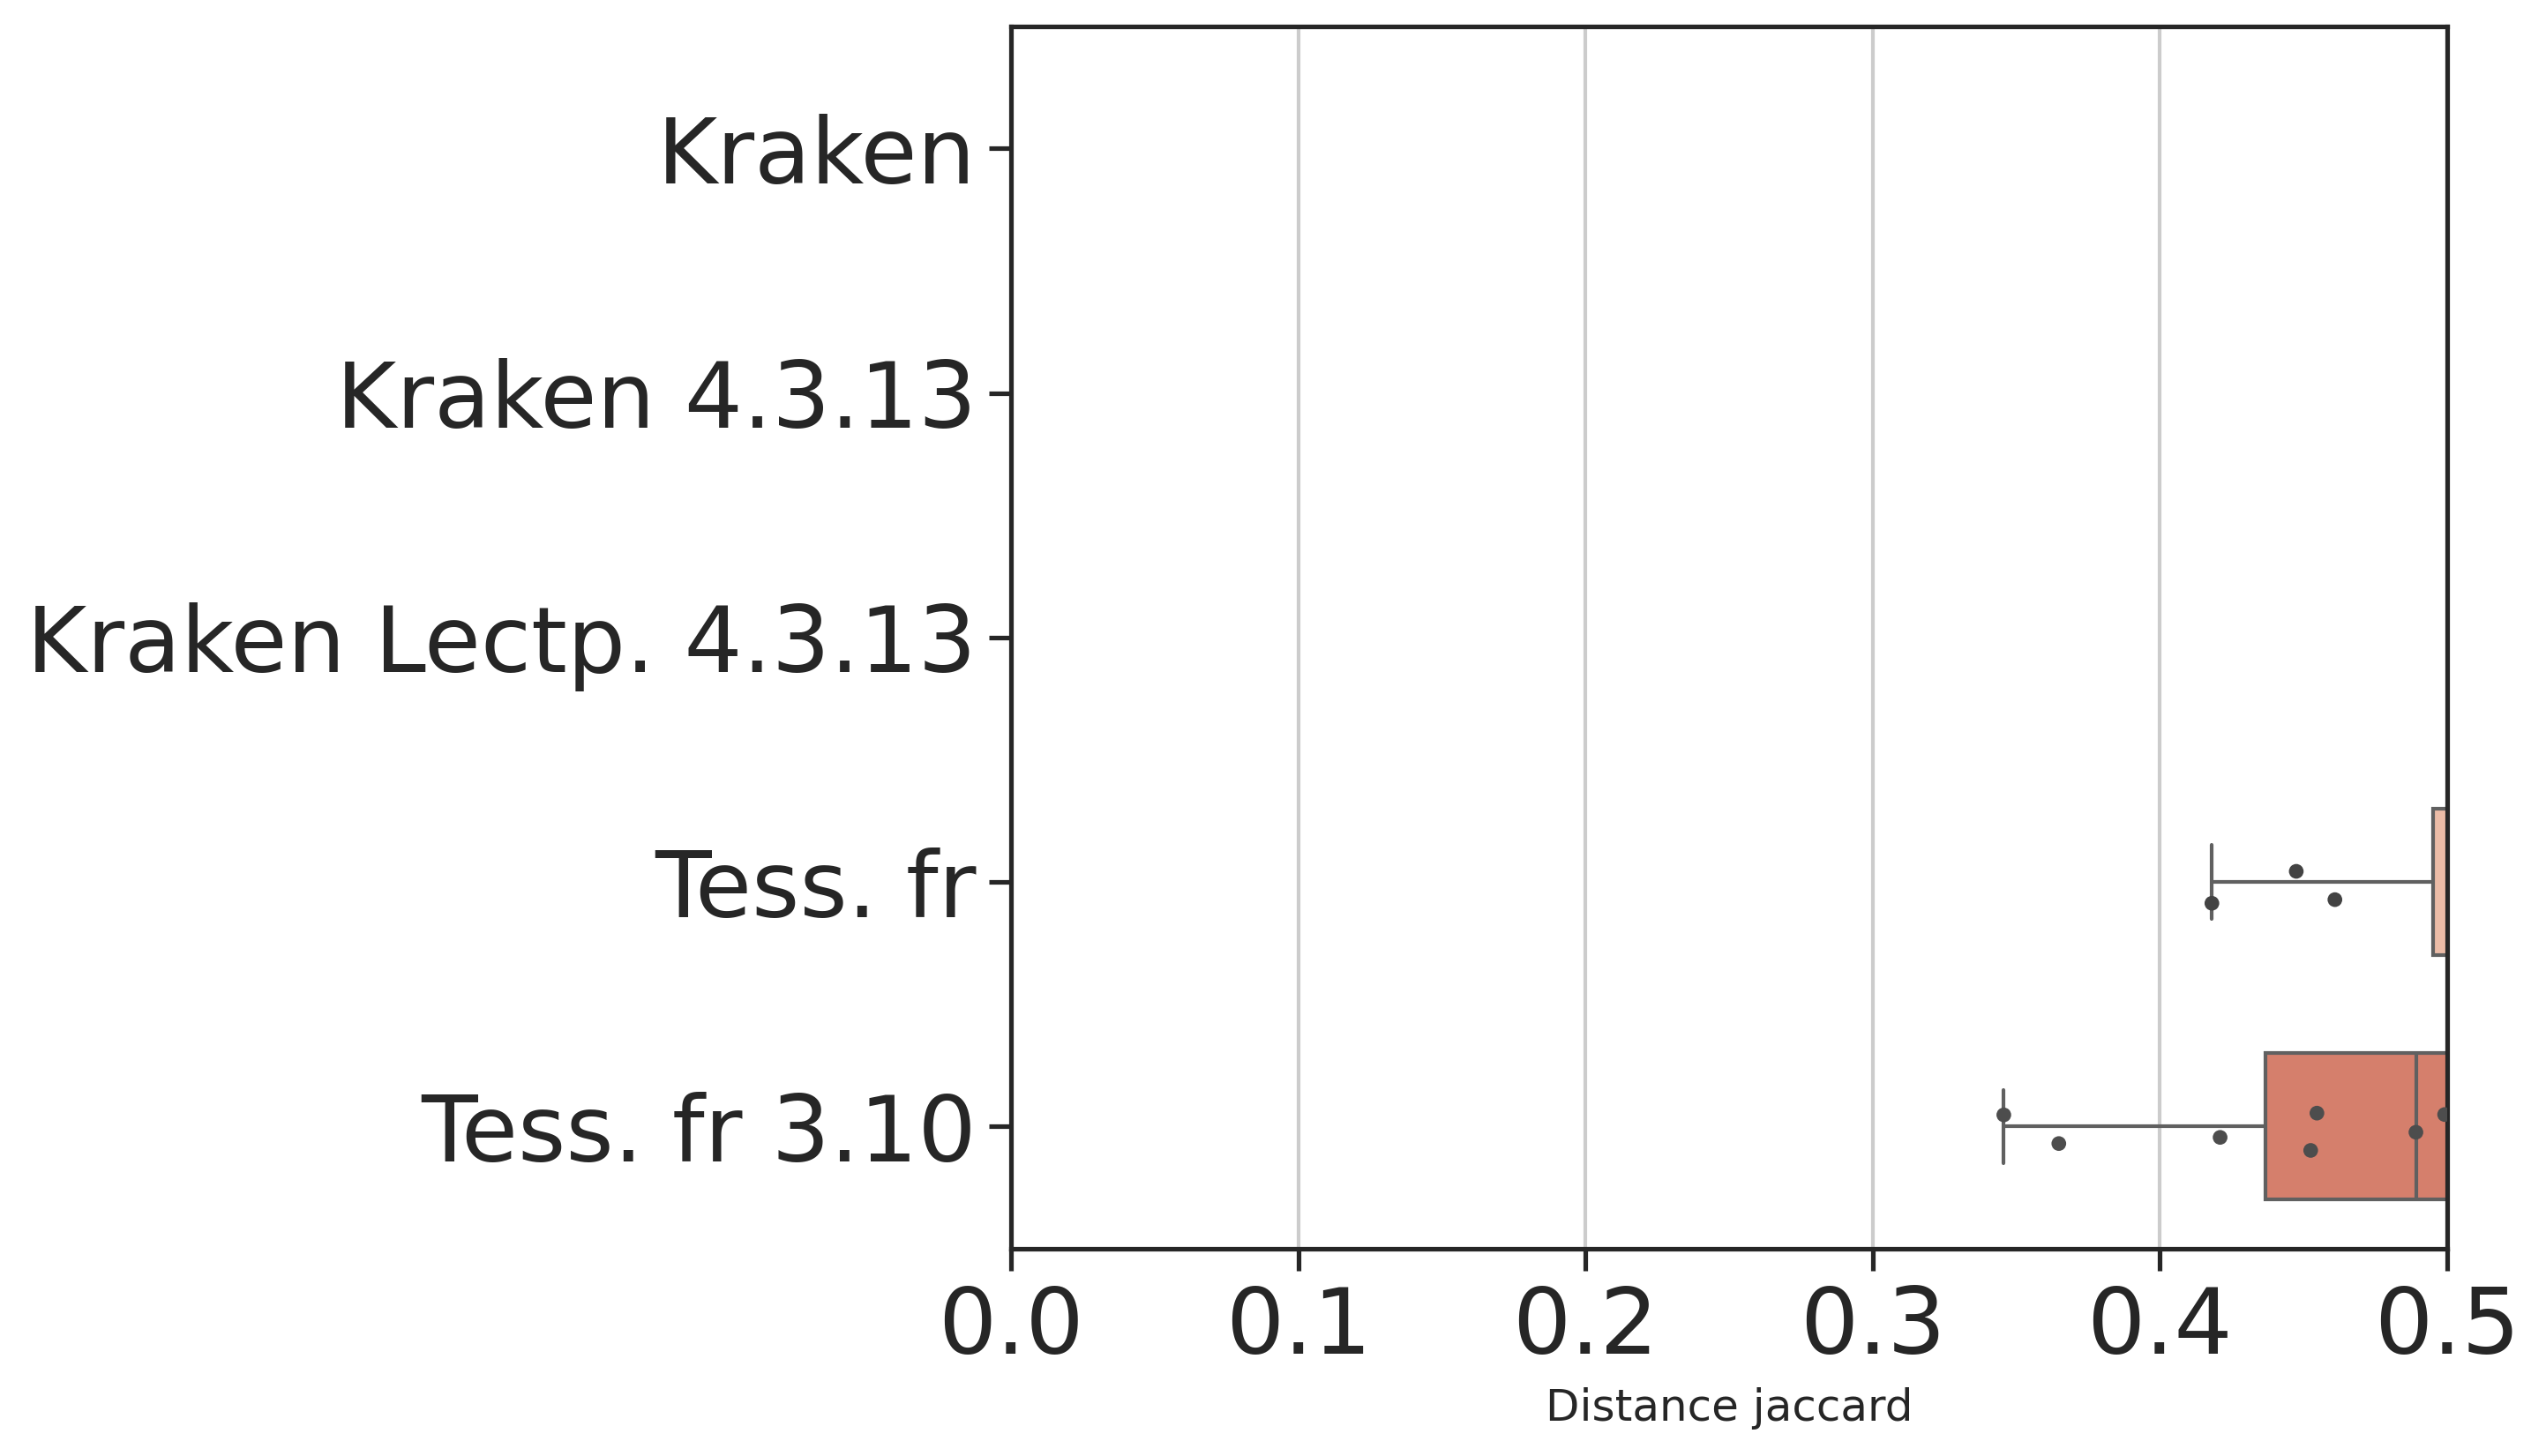 Kraken
Kraken 4.3.13
Kraken Lectp. 4.3.13
Tess. fr
Tess. fr 3.10
0.0 0.1 0.2 0.3 0.4 0.5
Distance jaccard